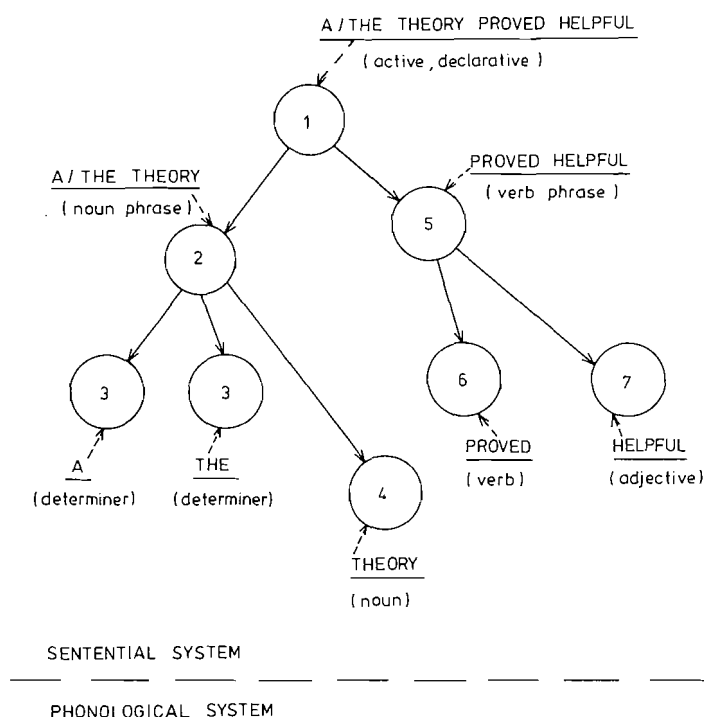 A/THE THEORY PROVED HELPFUL
(active, declarative)
1
A/THE THEORY
(noun phrase)
PROVED HELPFUL
(verb phrase)
2
5
3
3
6
7
A
(determiner)
THE
(determiner)
4
PROVED
(verb)
HELPFUL
(adjective)
THEORY
(noun)
SENTENTIAL SYSTEM
PHONOLOGICAL SYSTEM